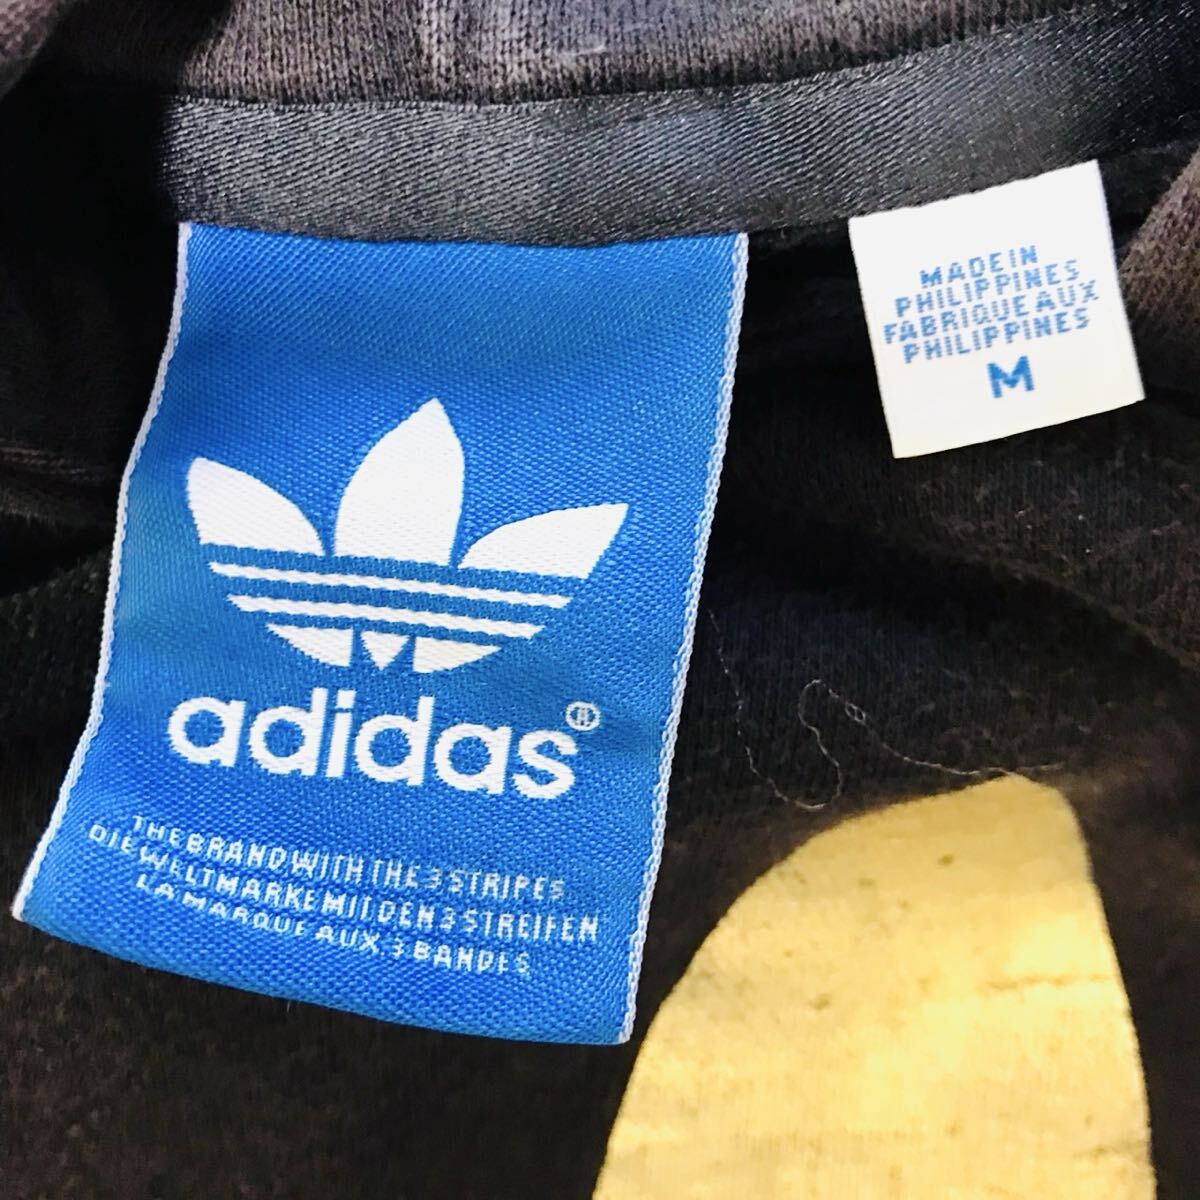 adidas®
THE BRAND WITH THE 3 STRIPES
DIE WELTMARKE MIT DEN 3 STREIFEN
LA MARQUE AUX 3 BANDES
MADE IN
PHILIPPINES
FABRIQUE AUX
PHILIPPINES
M